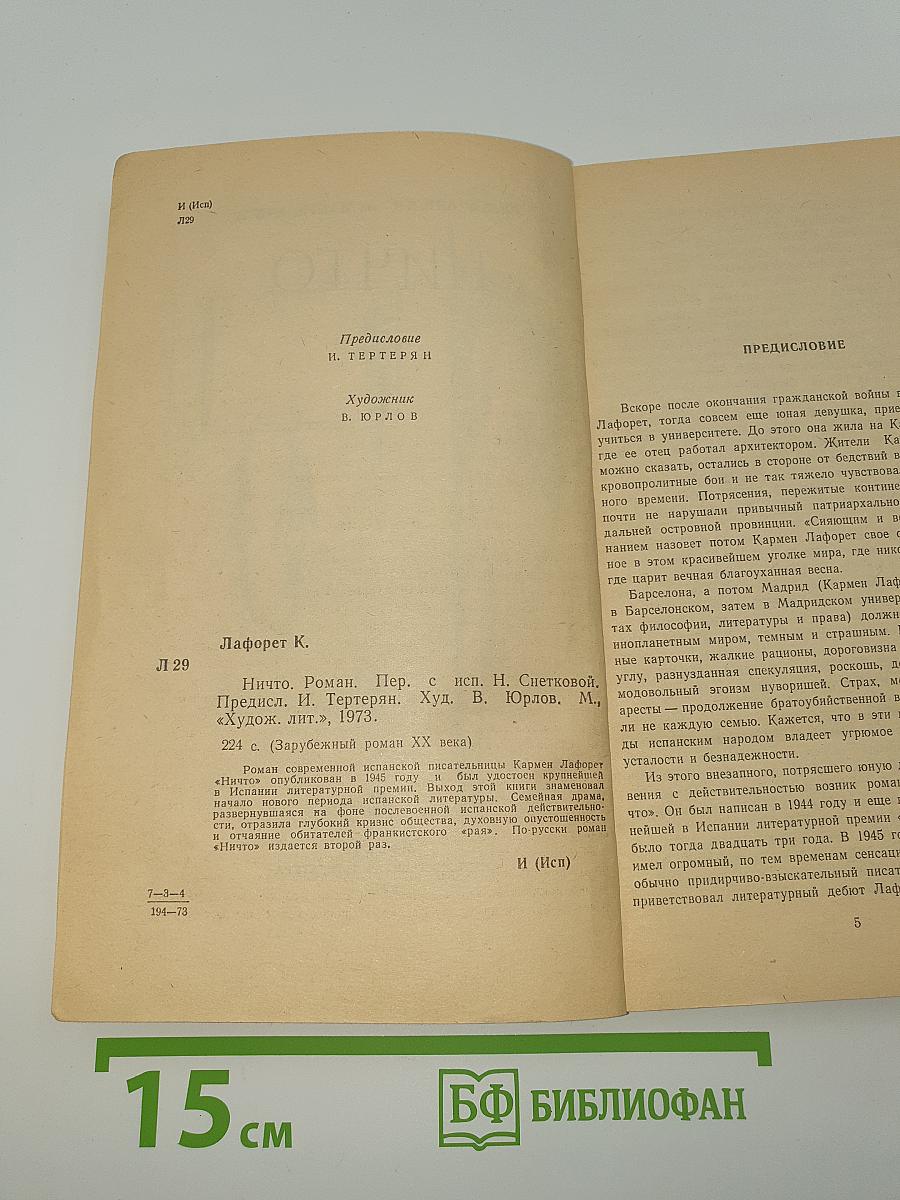 И (Исп)
Л29
Предисловие
И. ТЕРТЕРЯН
Художник
В. ЮРЛОВ
Лафорет К.
Л 29
Ничто. Роман. Пер. с исп. Н. Снетковой.
Предисл. И. Тертерян. Худ. В. Юрлов. М.,
«Худож. лит.», 1973.
224 с. (Зарубежный роман XX века)
Роман современной испанской писательницы Кармен Лафорет
«Ничто» опубликован в 1945 году и был удостоен крупнейшей
в Испании литературной премии. Выход этой книги знаменовал
начало нового периода испанской литературы. Семейная драма,
развернувшаяся на фоне послевоенной испанской действительно-
сти, отразила глубокий кризис общества, духовную опустошенность
и отчаяние обитателей франкистского «рая». По-русски роман
«Ничто» издается второй раз.
И (Исп)
7—3—4
194—73
ПРЕДИСЛОВИЕ
Вскоре после окончания гражданской войны
Лафорет, тогда совсем еще юная девушка, прие
учиться в университете. До этого она жила на К
где ее отец работал архитектором. Жители Ка
можно сказать, остались в стороне от бедствий в
кровопролитные бои и не так тяжело чувствова
ного времени. Потрясения, пережитые контине
почти не нарушали привычный патриархально
дальней островной провинции. «Сияющим и в
нанием назовет потом Кармен Лафорет свое
ное в этом красивейшем уголке мира, где нико
где царит вечная благоуханная весна.
Барселона, а потом Мадрид (Кармен Лаф
в Барселонском, затем в Мадридском универ
тах философии, литературы и права) должн
инопланетным миром, темным и страшным.
ные карточки, жалкие рационы, дороговизна
углу, разнузданная спекуляция, роскошь, д
модовольный эгоизм нуворишей. Страх, м
аресты — продолжение братоубийственной в
ли не каждую семью. Кажется, что в эти
ды испанским народом владеет угрюмое
усталости и безнадежности.
Из этого внезапного, потрясшего юную д
вения с действительностью возник рома
что». Он был написан в 1944 году и еще
нейшей в Испании литературной премии «
было тогда двадцать три года. В 1945 го
имел огромный, по тем временам сенсац
обычно придирчиво-взыскательный писат
приветствовал литературный дебют Лаф
5
15 см
БФ БИБЛИОФАН